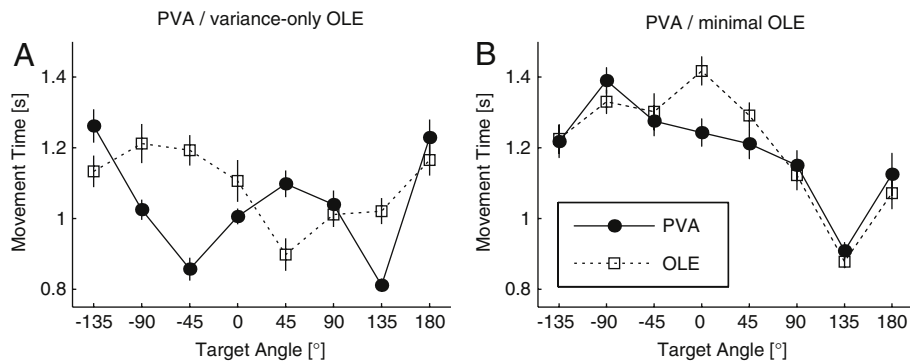 PVA / variance-only OLE
A
Movement Time [s]
1.4
1.2
1
0.8
-135 -90 -45 0 45 90 135 180
Target Angle [°]
PVA / minimal OLE
B
Movement Time [s]
1.4
1.2
1
0.8
PVA
OLE
-135 -90 -45 0 45 90 135 180
Target Angle [°]